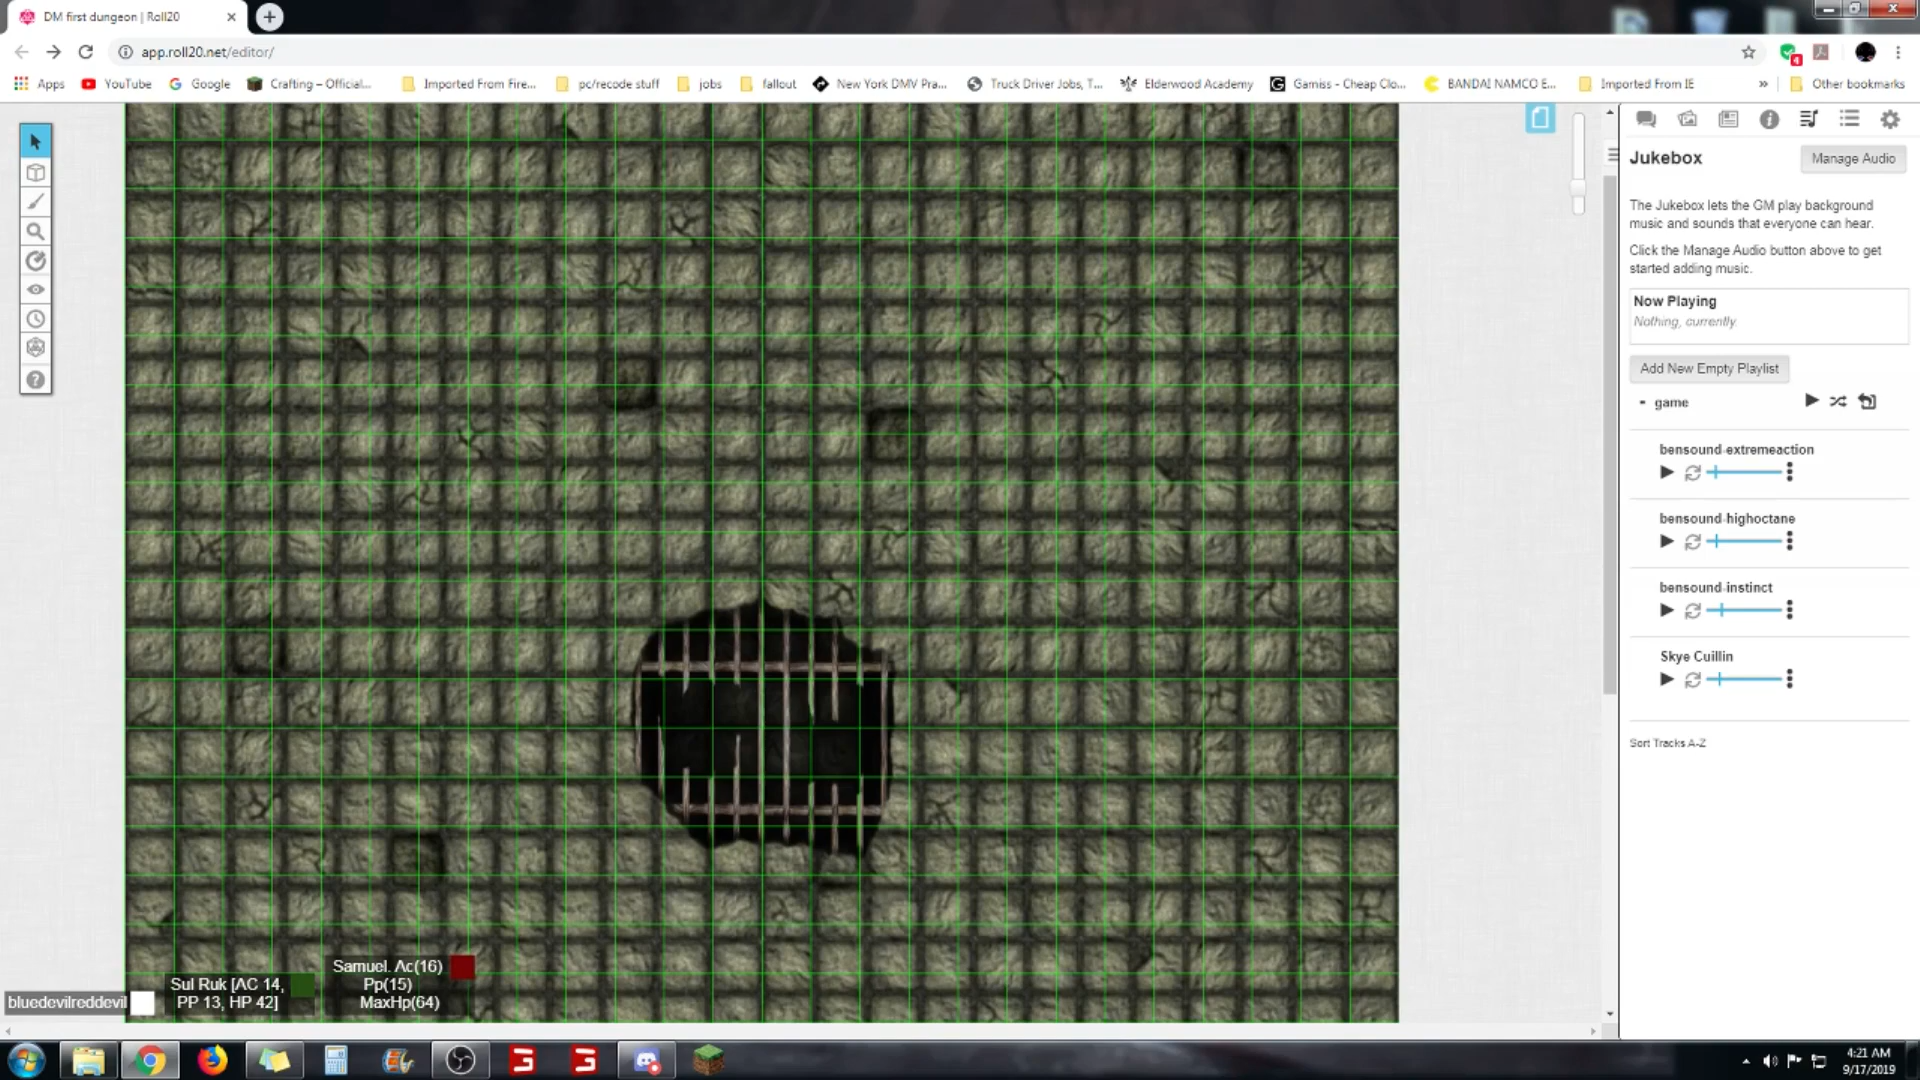 DM first dungeon | Roll20
app.roll20.net/editor/
Apps
YouTube
Google
Crafting – Official...
Imported From Fire...
pc/recode stuff
jobs
fallout
New York DMV Pra...
Truck Driver Jobs, T...
Elderwood Academy
Gamiss - Cheap Clo...
BANDAI NAMCO E...
Imported From IE
»
Other bookmarks
4
Jukebox
Manage Audio
The Jukebox lets the GM play background
music and sounds that everyone can hear.
Click the Manage Audio button above to get
started adding music.
Now Playing
Nothing, currently.
Add New Empty Playlist
game
bensound-extremeaction
bensound-highoctane
bensound-instinct
Skye Cuillin
Sort Tracks A-Z
bluedevilreddevil
Sul Ruk [AC 14,
PP 13, HP 42]
Samuel. Ac(16)
Pp(15)
MaxHp(64)
4:21 AM
9/17/2019